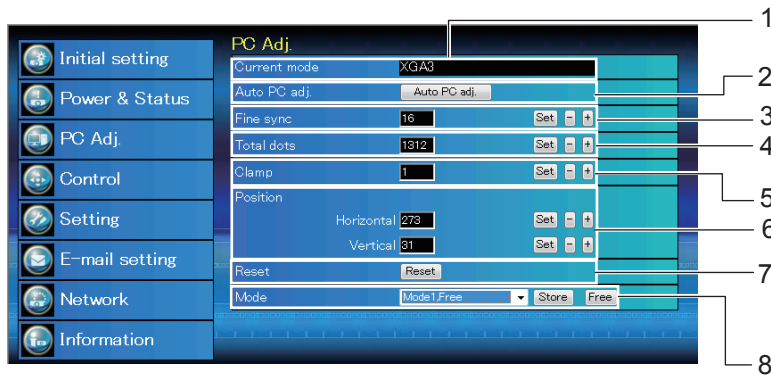 PC Adj.
Initial setting
Power & Status
PC Adj.
Control
Setting
E-mail setting
Network
Information
Current mode XGA3
Auto PC adj. Auto PC adj.
Fine sync 16 Set - +
Total dots 1312 Set - +
Clamp 1 Set - +
Position
Horizontal 273 Set - +
Vertical 31 Set - +
Reset Reset
Mode Mode1,Free Store Free
1
2
3
4
5
6
7
8